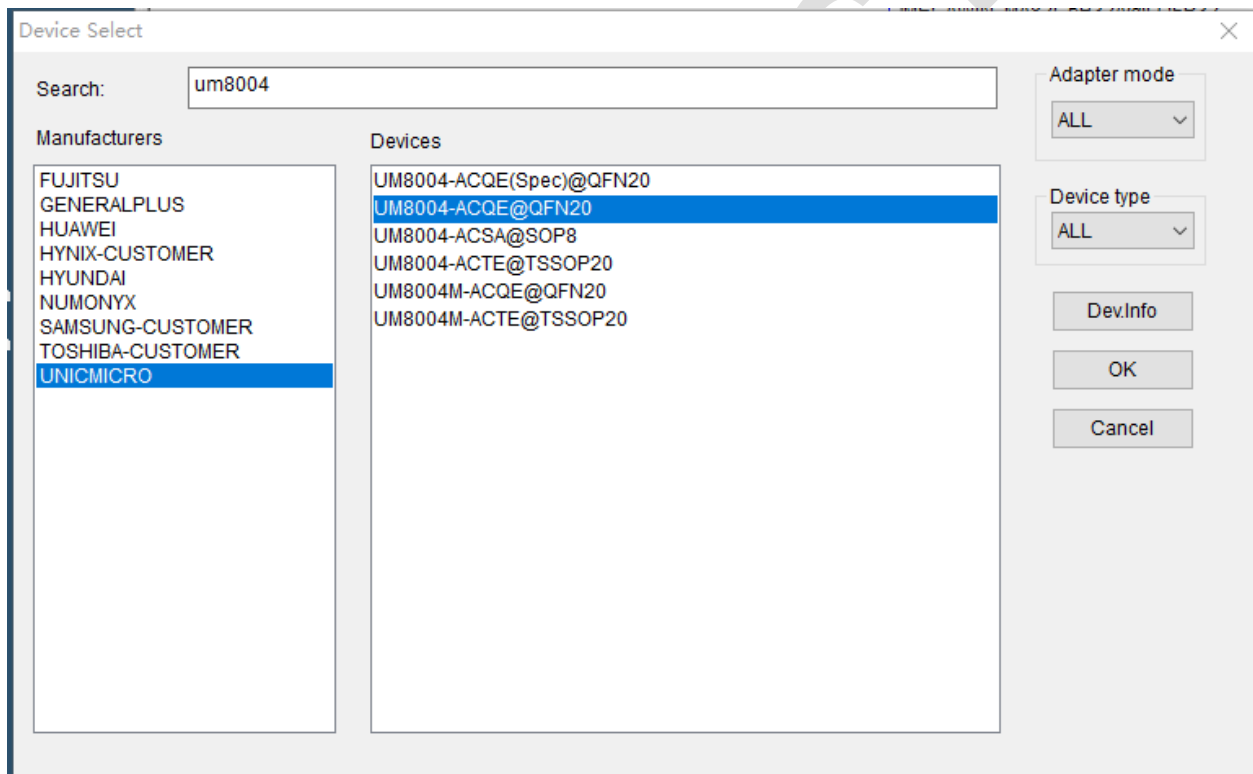 Device Select
Search:
um8004
Adapter mode
ALL
Manufacturers
Devices
FUJITSU
GENERALPLUS
HUAWEI
HYNIX-CUSTOMER
HYUNDAI
NUMONYX
SAMSUNG-CUSTOMER
TOSHIBA-CUSTOMER
UNICMICRO
UM8004-ACQE(Spec)@QFN20
UM8004-ACQE@QFN20
UM8004-ACSA@SOP8
UM8004-ACTE@TSSOP20
UM8004M-ACQE@QFN20
UM8004M-ACTE@TSSOP20
Device type
ALL
Dev.Info
OK
Cancel